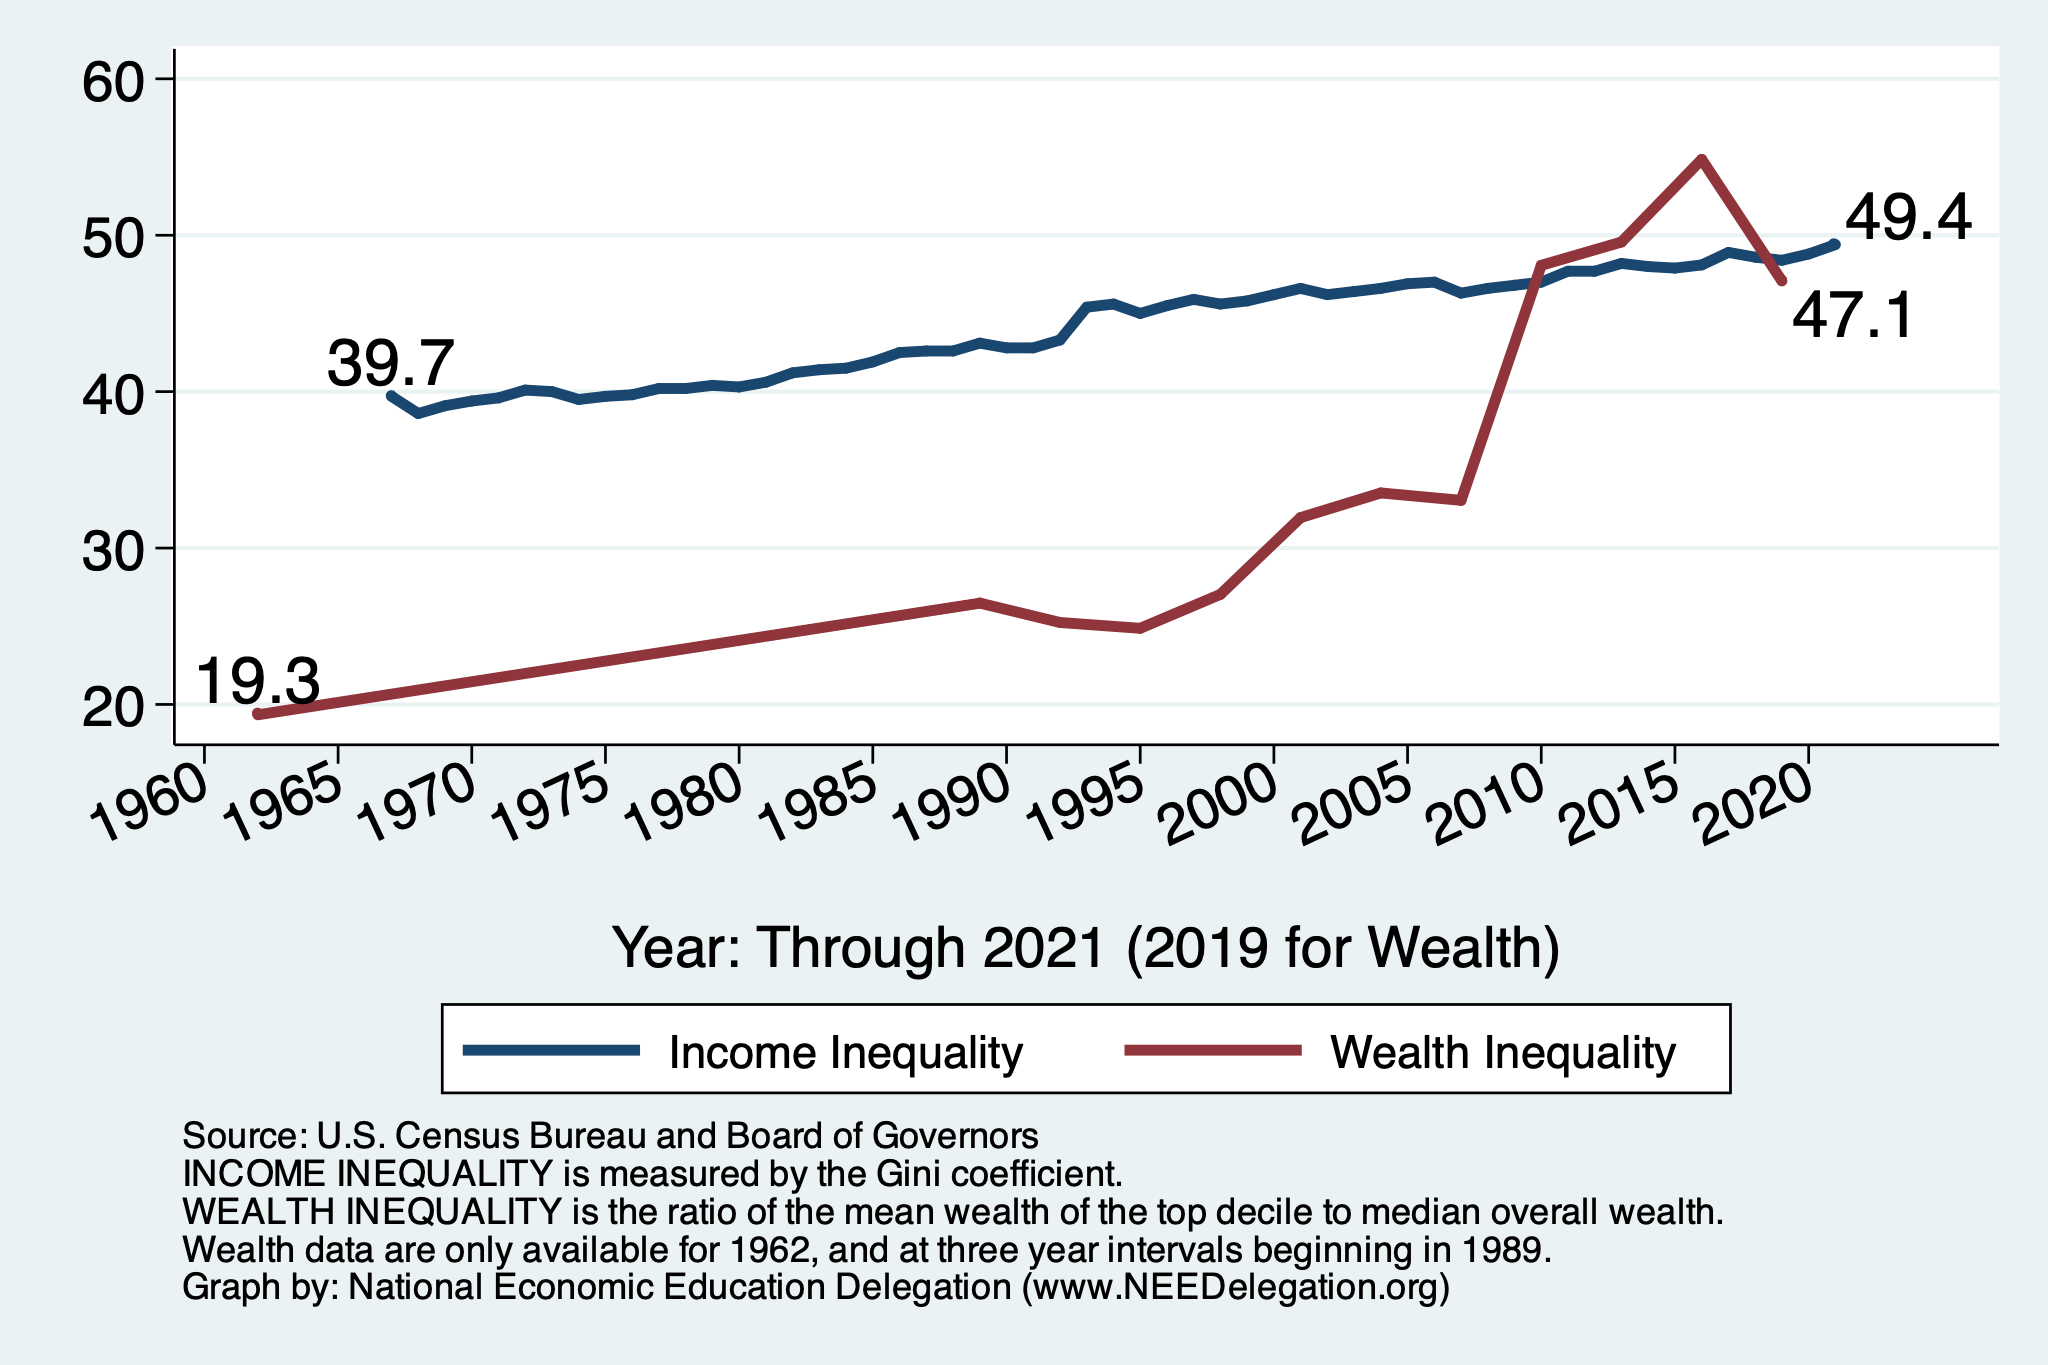 60
50
40
30
20
39.7
19.3
49.4
47.1
1960 1965 1970 1975 1980 1985 1990 1995 2000 2005 2010 2015 2020
Year: Through 2021 (2019 for Wealth)
Income Inequality Wealth Inequality
Source: U.S. Census Bureau and Board of Governors
INCOME INEQUALITY is measured by the Gini coefficient.
WEALTH INEQUALITY is the ratio of the mean wealth of the top decile to median overall wealth.
Wealth data are only available for 1962, and at three year intervals beginning in 1989.
Graph by: National Economic Education Delegation (www.NEEDelegation.org)